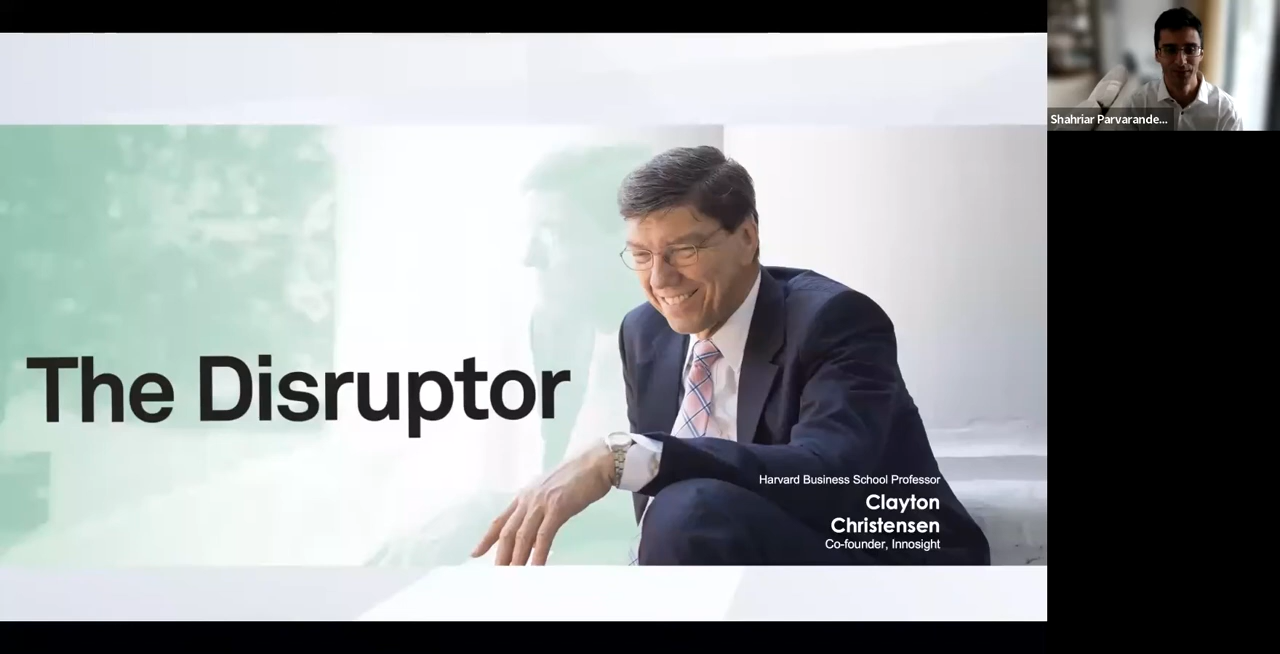 The Disruptor
Harvard Business School Professor
Clayton
Christensen
Co-founder, Innosight
Shahriar Parvarande...